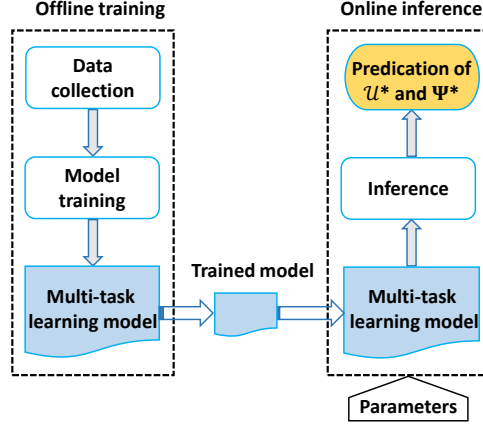 Offline training
Data
collection
Model
training
Multi-task
learning model
Trained model
Online inference
Predication of
𝒰* and Ψ*
Inference
Multi-task
learning model
Parameters